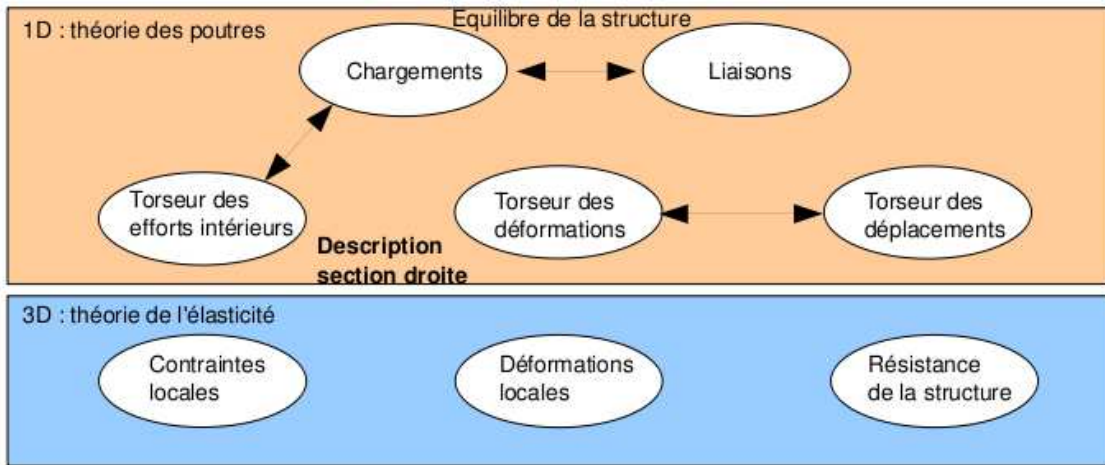 Equilibre de la structure
1D : théorie des poutres
Chargements
Liaisons
Torseur des
efforts intérieurs
Torseur des
déformations
Torseur des
déplacements
Description
section droite
3D : théorie de l'élasticité
Contraintes
locales
Déformations
locales
Résistance
de la structure